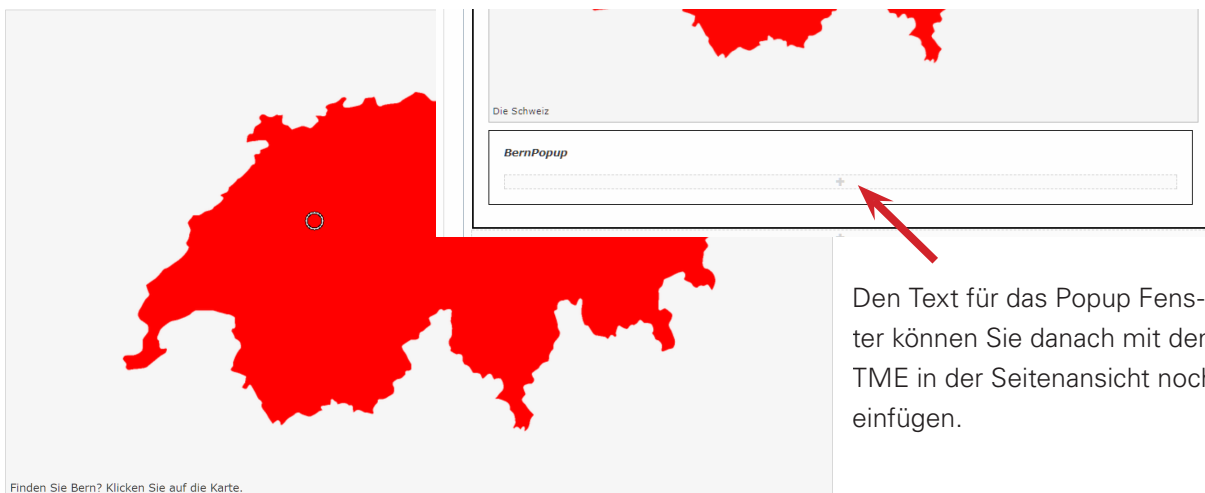 Die Schweiz
BernPopup
Den Text für das Popup Fens-
ter können Sie danach mit der
TME in der Seitenansicht noch
einfügen.
Finden Sie Bern? Klicken Sie auf die Karte.